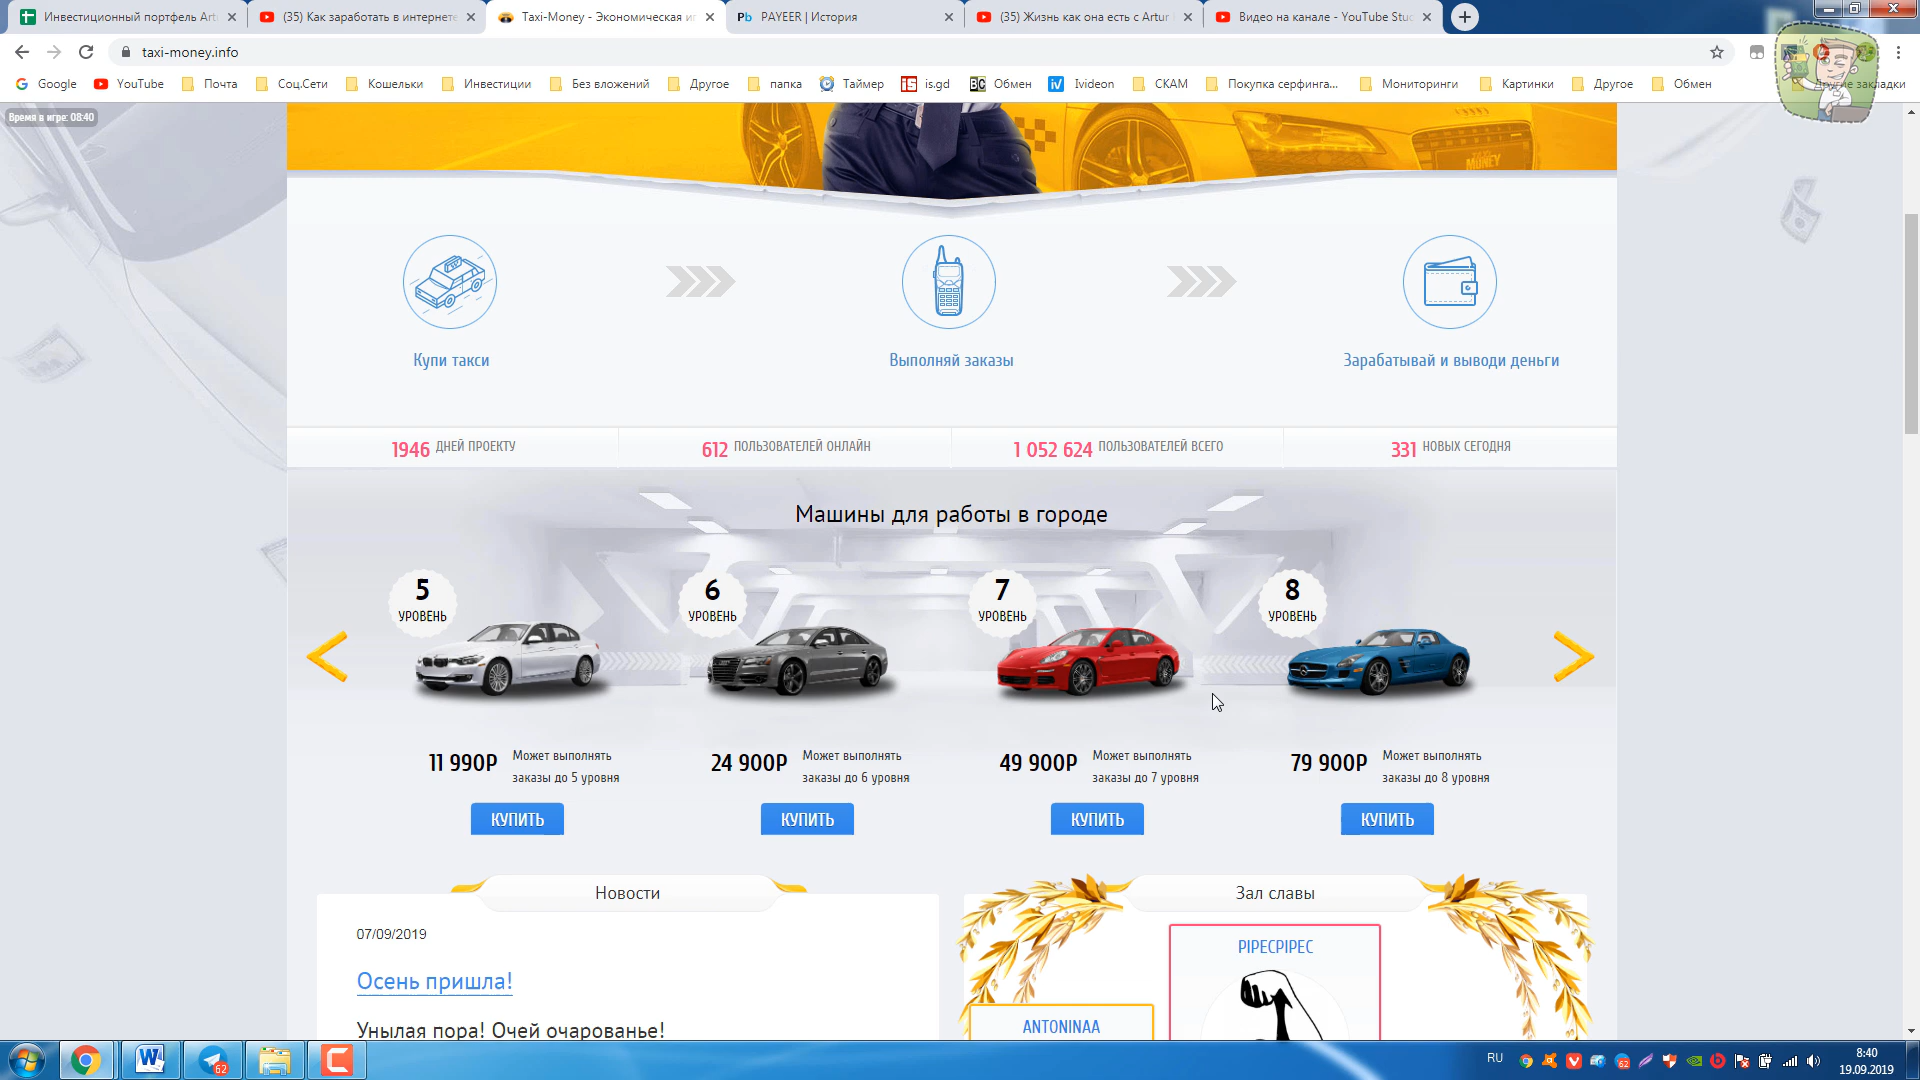 Инвестиционный портфель Art
(35) Как заработать в интернете
Taxi-Money - Экономическая иг
PAYEER | История
(35) Жизнь как она есть с Artur
Видео на канале - YouTube Stud
taxi-money.info
Google
YouTube
Почта
Соц.Сети
Кошельки
Инвестиции
Без вложений
Другое
папка
Таймер
is.gd
Обмен
Ivideon
СКАМ
Покупка серфинга...
Мониторинги
Картинки
Другое
Обмен
Другие закладки
Время в игре: 08:40
Купи такси
Выполняй заказы
Зарабатывай и выводи деньги
1946 ДНЕЙ ПРОЕКТУ
612 ПОЛЬЗОВАТЕЛЕЙ ОНЛАЙН
1 052 624 ПОЛЬЗОВАТЕЛЕЙ ВСЕГО
331 НОВЫХ СЕГОДНЯ
Машины для работы в городе
5 УРОВЕНЬ
6 УРОВЕНЬ
7 УРОВЕНЬ
8 УРОВЕНЬ
11 990Р
Может выполнять
заказы до 5 уровня
24 900Р
Может выполнять
заказы до 6 уровня
49 900Р
Может выполнять
заказы до 7 уровня
79 900Р
Может выполнять
заказы до 8 уровня
КУПИТЬ
КУПИТЬ
КУПИТЬ
КУПИТЬ
Новости
Зал славы
07/09/2019
PIPECPIPEC
Осень пришла!
ANTONINAA
Унылая пора! Очей очарованье!
62
RU
62
8:40
19.09.2019